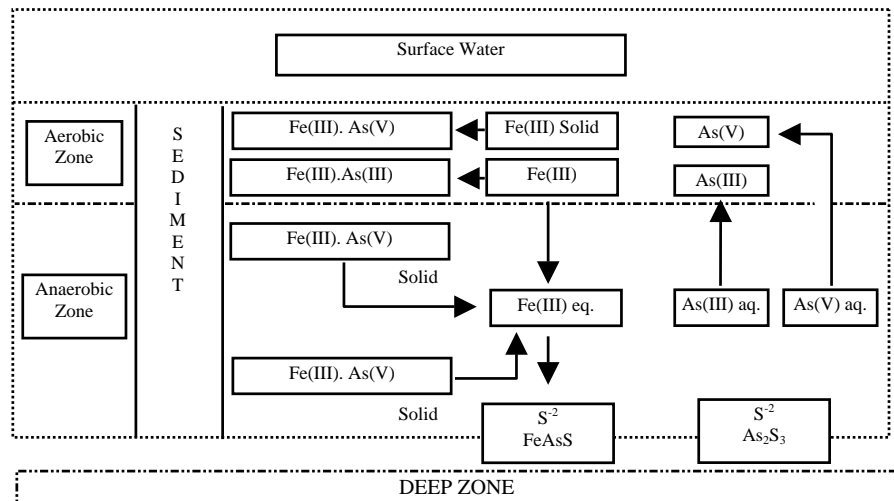 Surface Water
Aerobic
Zone
SEDIMENT
Fe(III). As(V)
Fe(III) Solid
As(V)
Fe(III).As(III)
Fe(III)
As(III)
Anaerobic
Zone
Fe(III). As(V)
Solid
Fe(III) eq.
As(III) aq.
As(V) aq.
Fe(III). As(V)
Solid
S⁻²
FeAsS
S⁻²
As₂S₃
DEEP ZONE